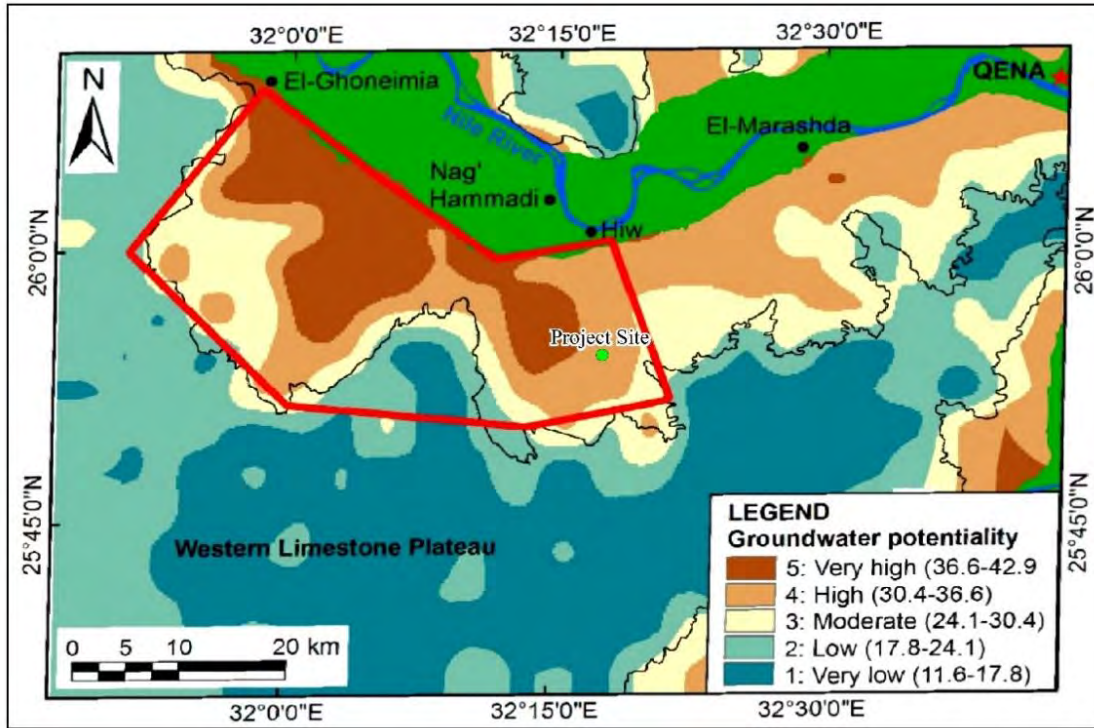 32°0'0"E 32°15'0"E 32°30'0"E
N
El-Ghoneimia
QENA
Nile River
El-Marashda
Nag'
Hammadi
Hiw
26°0'0"N
26°0'0"N
Project Site
25°45'0"N
25°45'0"N
Western Limestone Plateau
LEGEND
Groundwater potentiality
5: Very high (36.6-42.9
4: High (30.4-36.6)
3: Moderate (24.1-30.4)
2: Low (17.8-24.1)
1: Very low (11.6-17.8)
0 5 10 20 km
32°0'0"E 32°15'0"E 32°30'0"E